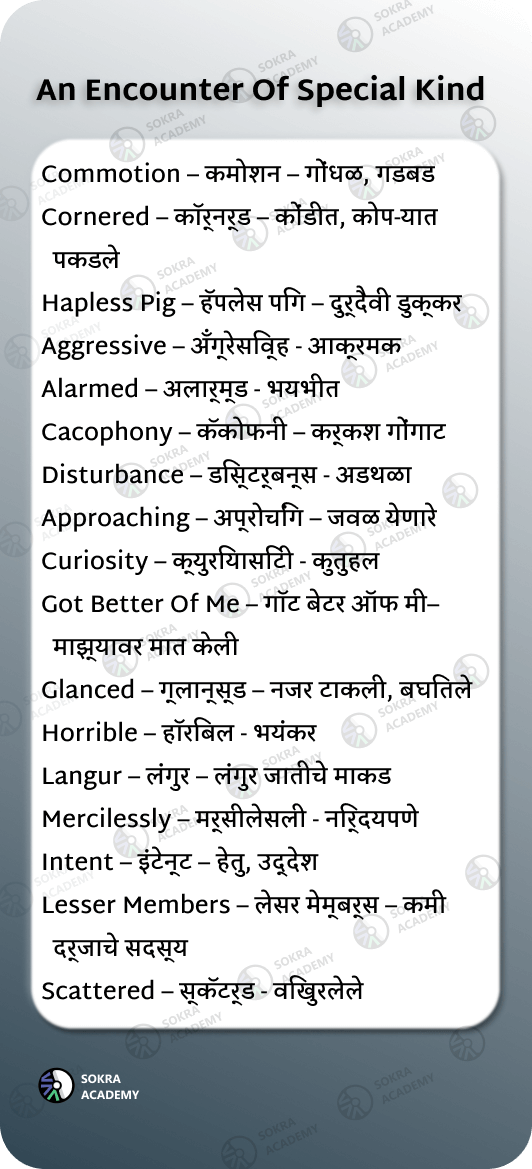 An Encounter Of Special Kind
Commotion – कमोशन – गोंधळ, गडबड
Cornered – कॉर्‌नर्‌ड – कोंडीत, कोप-यात
पकडले
Hapless Pig – हॅपलेस पिग – दुर्‌दैवी डुक्‌कर
Aggressive – अँग्‌रेसिव्‌ह - आक्‌रमक
Alarmed – अलार्‌म्‌ड - भयभीत
Cacophony – कॅकोफनी – कर्‌कश गोंगाट
Disturbance – डिस्‌टर्‌बन्‌स - अडथळा
Approaching – अप्‌रोचिंग – जवळ येणारे
Curiosity – क्‌युरियासिटी - कुतुहल
Got Better Of Me – गॉट बेटर ऑफ मी–
माझ्‌यावर मात केली
Glanced – ग्‌लान्‌स्‌ड – नजर टाकली, बघितले
Horrible – हॉरिबल - भयंकर
Langur – लंगुर – लंगुर जातीचे माकड
Mercilessly – मर्‌सीलेसली - निर्‌दयपणे
Intent – इंटेन्‌ट – हेतु, उद्‌देश
Lesser Members – लेसर मेम्‌बर्‌स – कमी
दर्‌जाचे सदस्‌य
Scattered – स्‌कॅटर्‌ड - विखुरलेले
SOKRA
ACADEMY